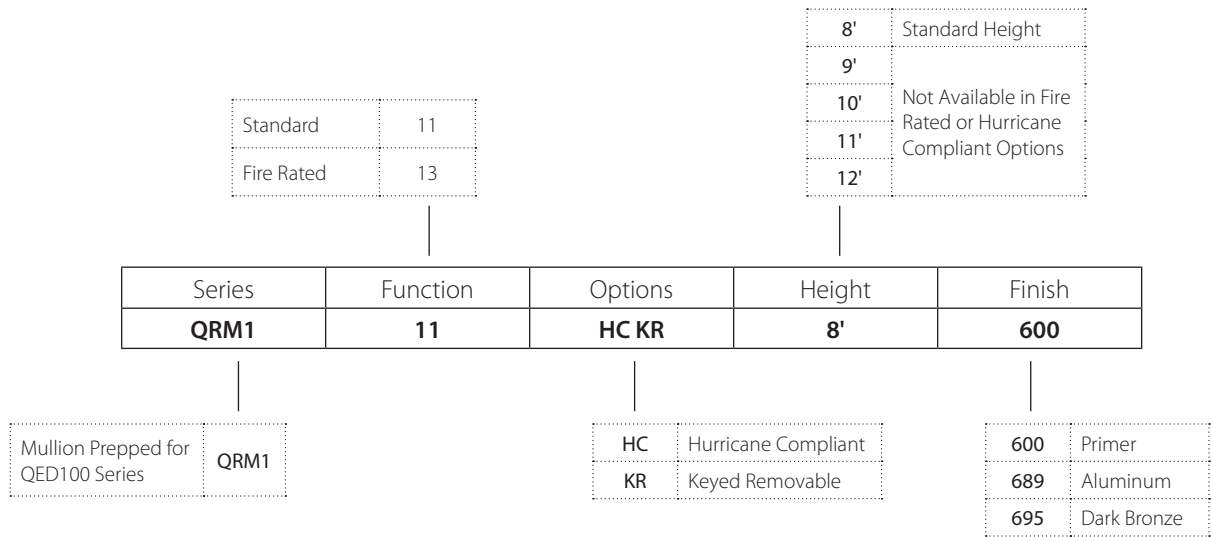 8' Standard Height
9'
10' Not Available in Fire
Rated or Hurricane
11' Compliant Options
12'
Standard 11
Fire Rated 13
Series Function Options Height Finish
QRM1 11 HC KR 8' 600
Mullion Prepped for
QED100 Series QRM1
HC Hurricane Compliant
KR Keyed Removable
600 Primer
689 Aluminum
695 Dark Bronze